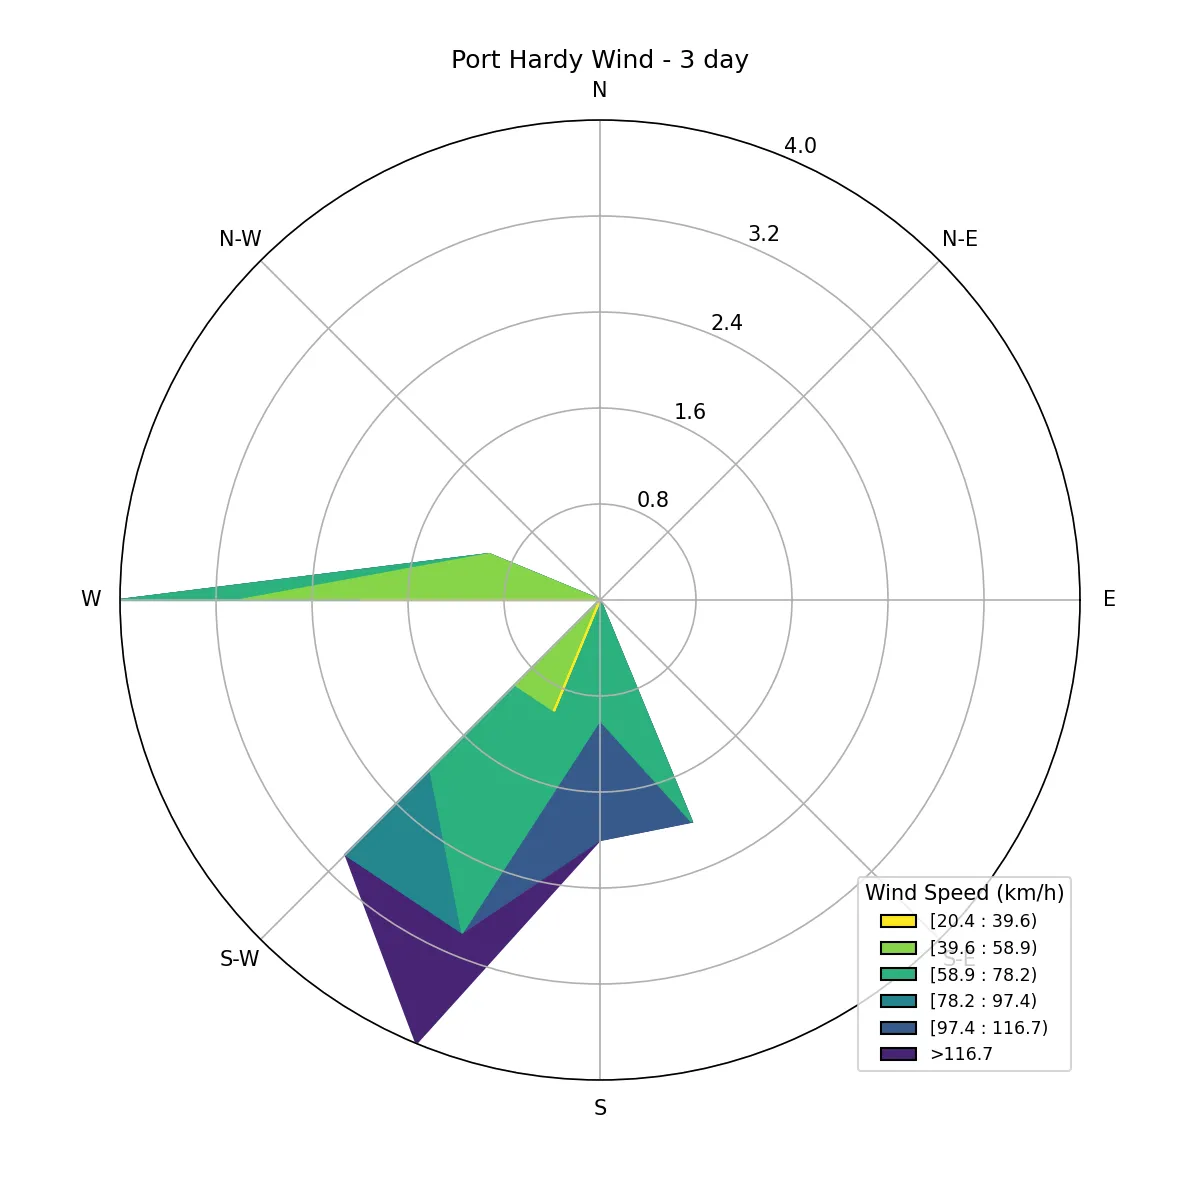 Port Hardy Wind - 3 day
N
4.0
N-W
N-E
3.2
2.4
1.6
0.8
W
E
S-W
S-E
S
Wind Speed (km/h)
[20.4 : 39.6)
[39.6 : 58.9)
[58.9 : 78.2)
[78.2 : 97.4)
[97.4 : 116.7)
>116.7